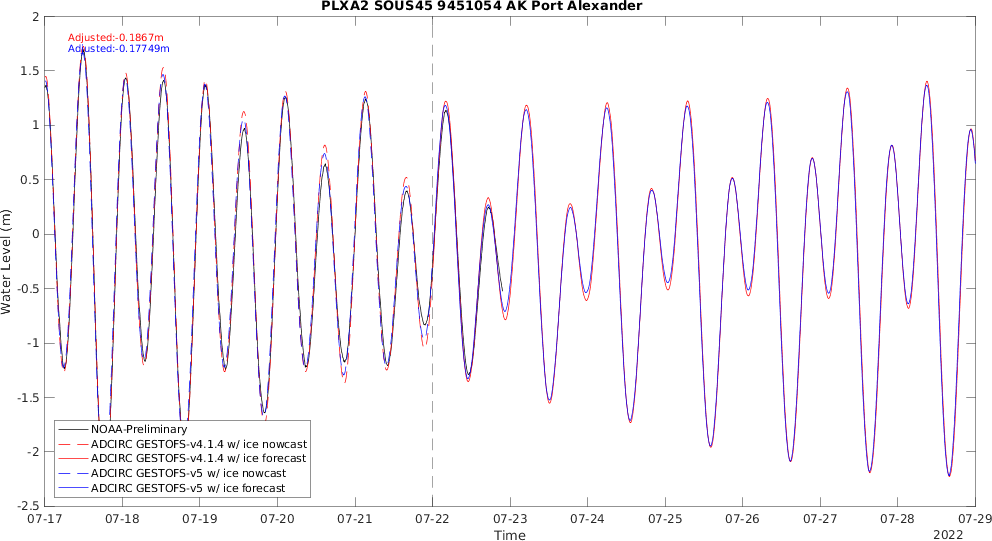 PLXA2 SOUS45 9451054 AK Port Alexander
Adjusted:-0.1867m
Adjusted:-0.17749m
2
1.5
1
0.5
0
-0.5
-1
-1.5
-2
-2.5
Water Level (m)
NOAA-Preliminary
ADCIRC GESTOFS-v4.1.4 w/ ice nowcast
ADCIRC GESTOFS-v4.1.4 w/ ice forecast
ADCIRC GESTOFS-v5 w/ ice nowcast
ADCIRC GESTOFS-v5 w/ ice forecast
07-17 07-18 07-19 07-20 07-21 07-22 07-23 07-24 07-25 07-26 07-27 07-28 07-29
Time
2022